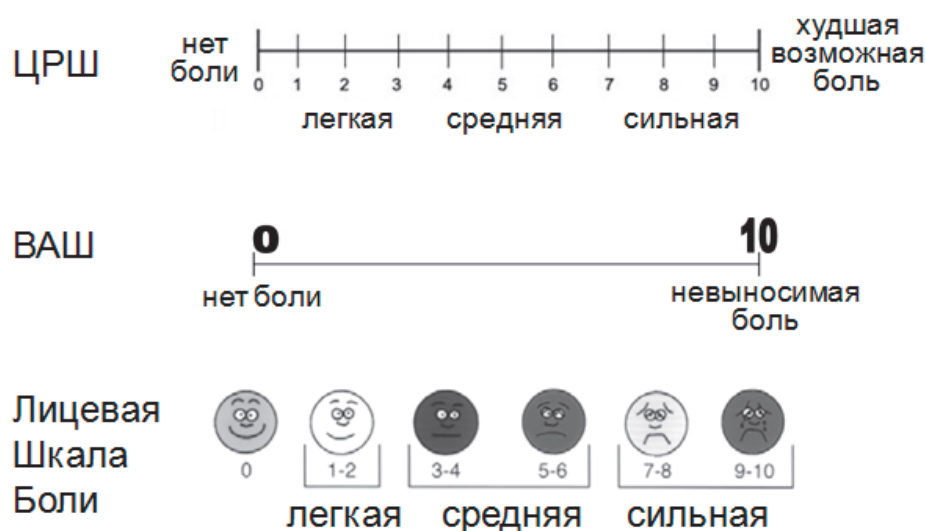 ЦРШ
нет
боли
0 1 2 3 4 5 6 7 8 9 10
худшая
возможная
боль
легкая средняя сильная
ВАШ
0 10
нет боли
невыносимая
боль
Лицевая
Шкала
Боли
0 1-2 3-4 5-6 7-8 9-10
легкая средняя сильная